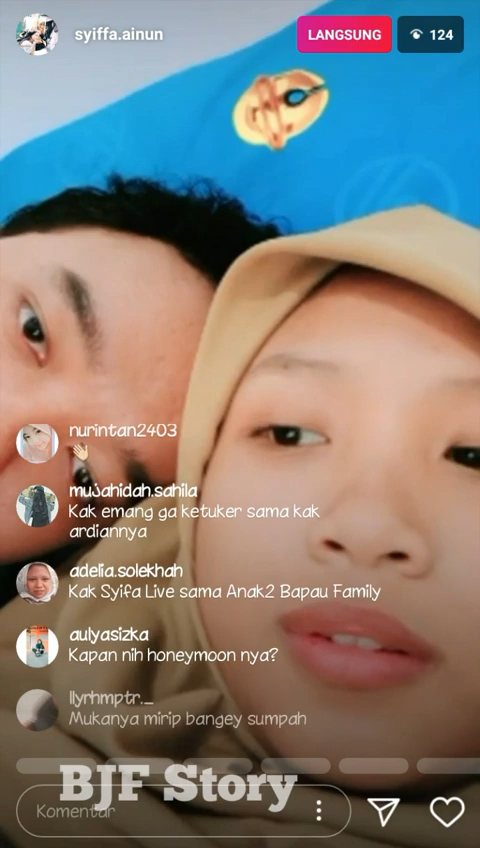 syiffa.ainun
LANGSUNG
124
nurintan2403
👋🏻
mujahidah.sahila
Kak emang ga ketuker sama kak
ardiannya
adelia.solekhah
Kak Syifa Live sama Anak2 Bapau Family
aulyasizka
Kapan nih honeymoon nya?
llyrhmptr._
Mukanya mirip bangey sumpah
BJF Story
Komentar